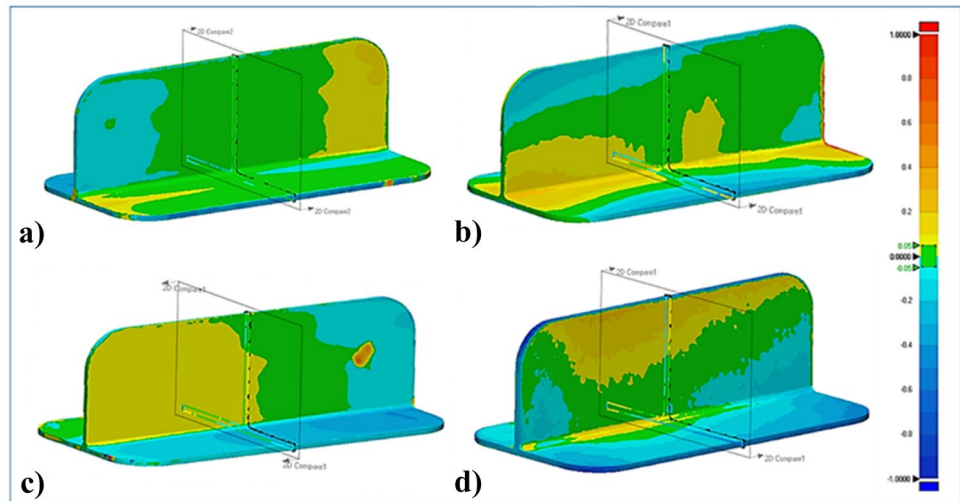 2D Compare2
2D Compare2
a)
2D Compare1
2D Compare1
b)
2D Compare1
2D Compare1
c)
2D Compare1
2D Compare1
d)
1.0000
0.8
0.6
0.4
0.2
0.05
0.0000
-0.05
-0.2
-0.4
-0.6
-0.8
-1.0000